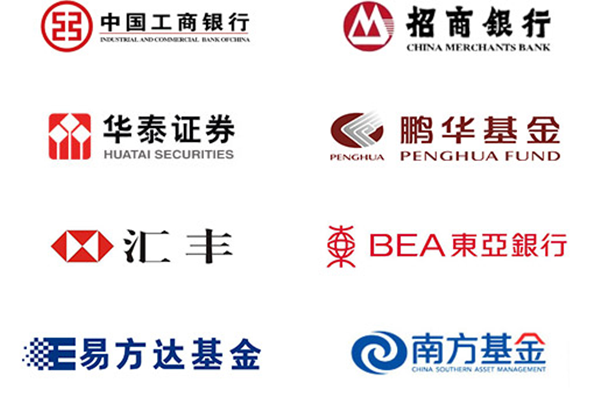 中国工商银行
INDUSTRIAL AND COMMERCIAL BANK OF CHINA
招商银行
CHINA MERCHANTS BANK
华泰证券
HUATAI SECURITIES
鹏华基金
PENGHUA PENGHUA FUND
汇丰
BEA東亞銀行
易方达基金
南方基金
CHINA SOUTHERN ASSET MANAGEMENT